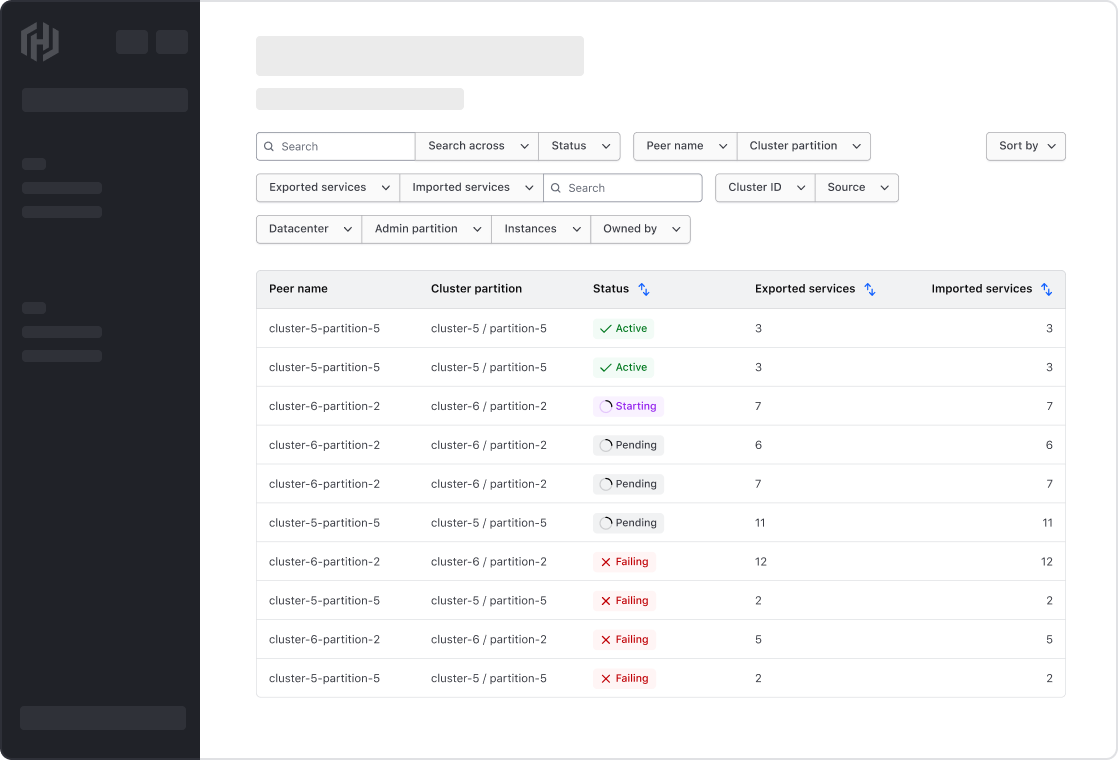 Search Search across Status Peer name Cluster partition Sort by
Exported services Imported services Search Cluster ID Source
Datacenter Admin partition Instances Owned by
Peer name Cluster partition Status Exported services Imported services
cluster-5-partition-5 cluster-5 / partition-5 Active 3 3
cluster-5-partition-5 cluster-5 / partition-5 Active 3 3
cluster-6-partition-2 cluster-6 / partition-2 Starting 7 7
cluster-6-partition-2 cluster-6 / partition-2 Pending 6 6
cluster-6-partition-2 cluster-6 / partition-2 Pending 7 7
cluster-5-partition-5 cluster-5 / partition-5 Pending 11 11
cluster-6-partition-2 cluster-6 / partition-2 Failing 12 12
cluster-5-partition-5 cluster-5 / partition-5 Failing 2 2
cluster-6-partition-2 cluster-6 / partition-2 Failing 5 5
cluster-5-partition-5 cluster-5 / partition-5 Failing 2 2